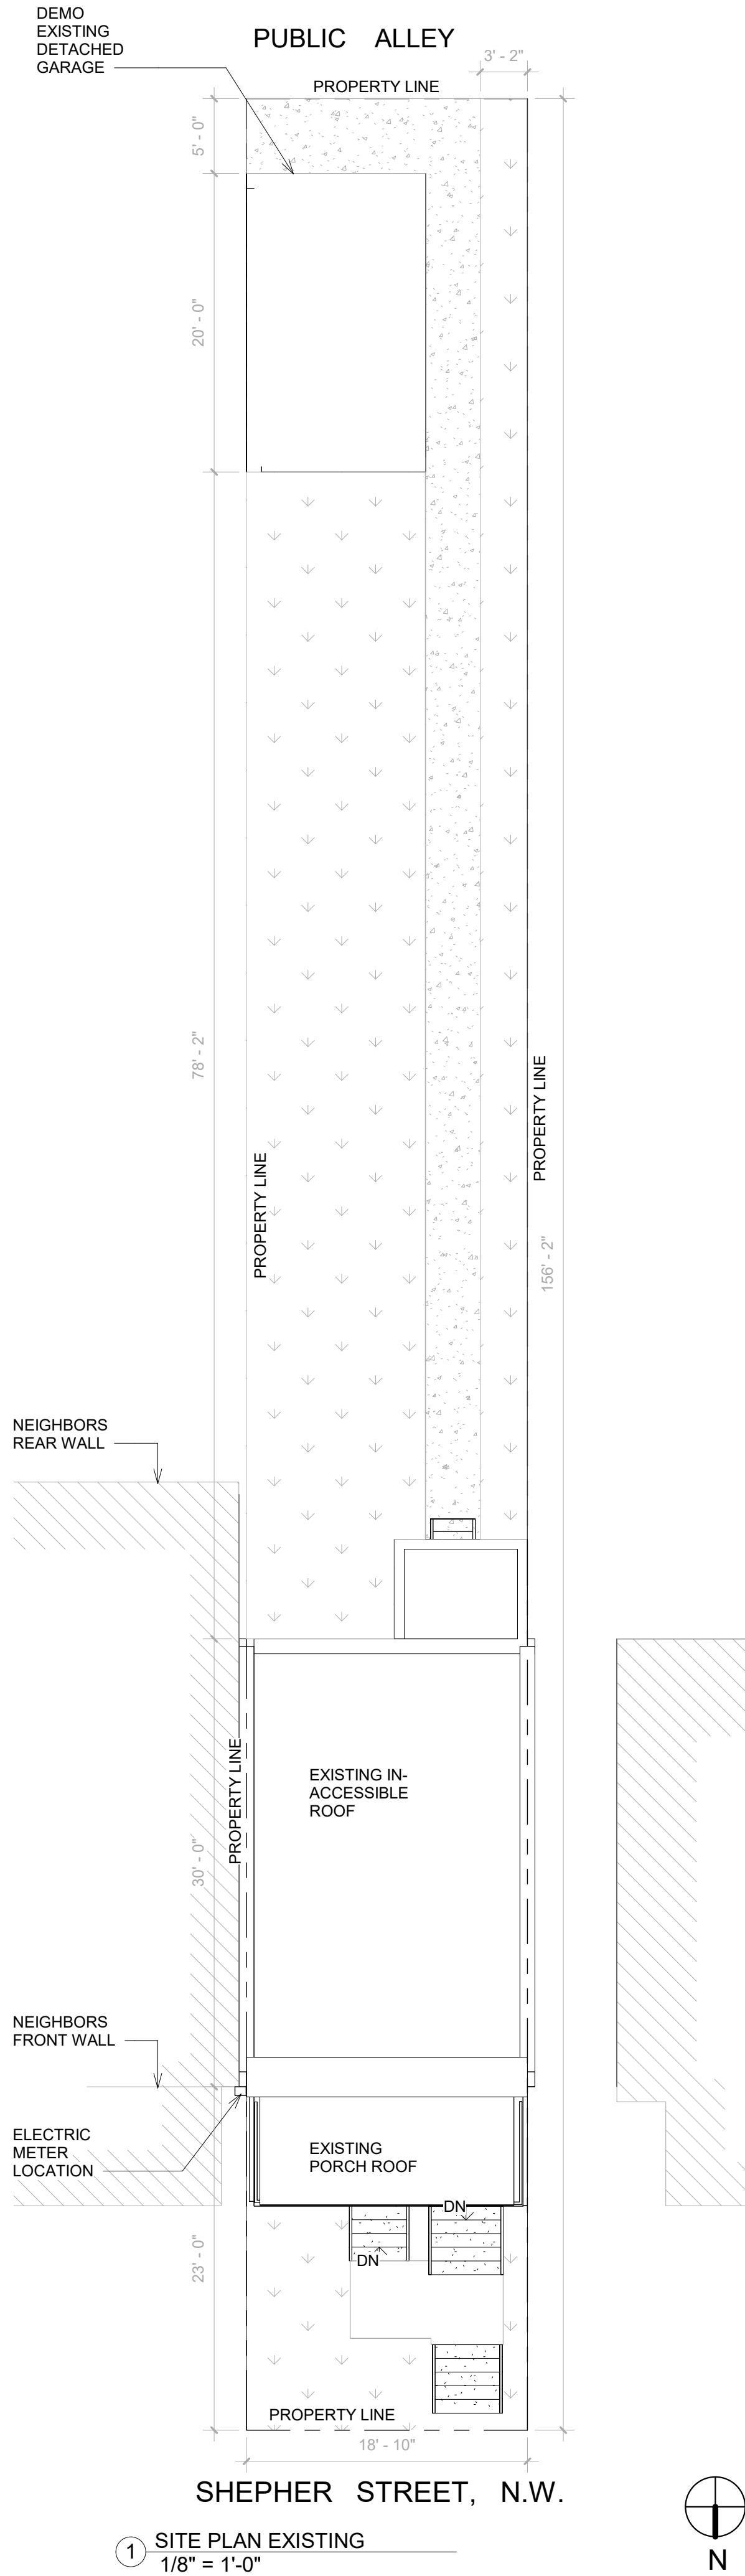 DEMO
EXISTING
DETACHED
GARAGE
PUBLIC ALLEY
3' - 2"
PROPERTY LINE
5' - 0"
20' - 0"
78' - 2"
PROPERTY LINE
PROPERTY LINE
156' - 2"
NEIGHBORS
REAR WALL
PROPERTY LINE
EXISTING IN-
ACCESSIBLE
ROOF
30' - 0"
NEIGHBORS
FRONT WALL
ELECTRIC
METER
LOCATION
EXISTING
PORCH ROOF
DN
DN
23' - 0"
PROPERTY LINE
18' - 10"
SHEPHER STREET, N.W.
1
SITE PLAN EXISTING
1/8" = 1'-0"
N